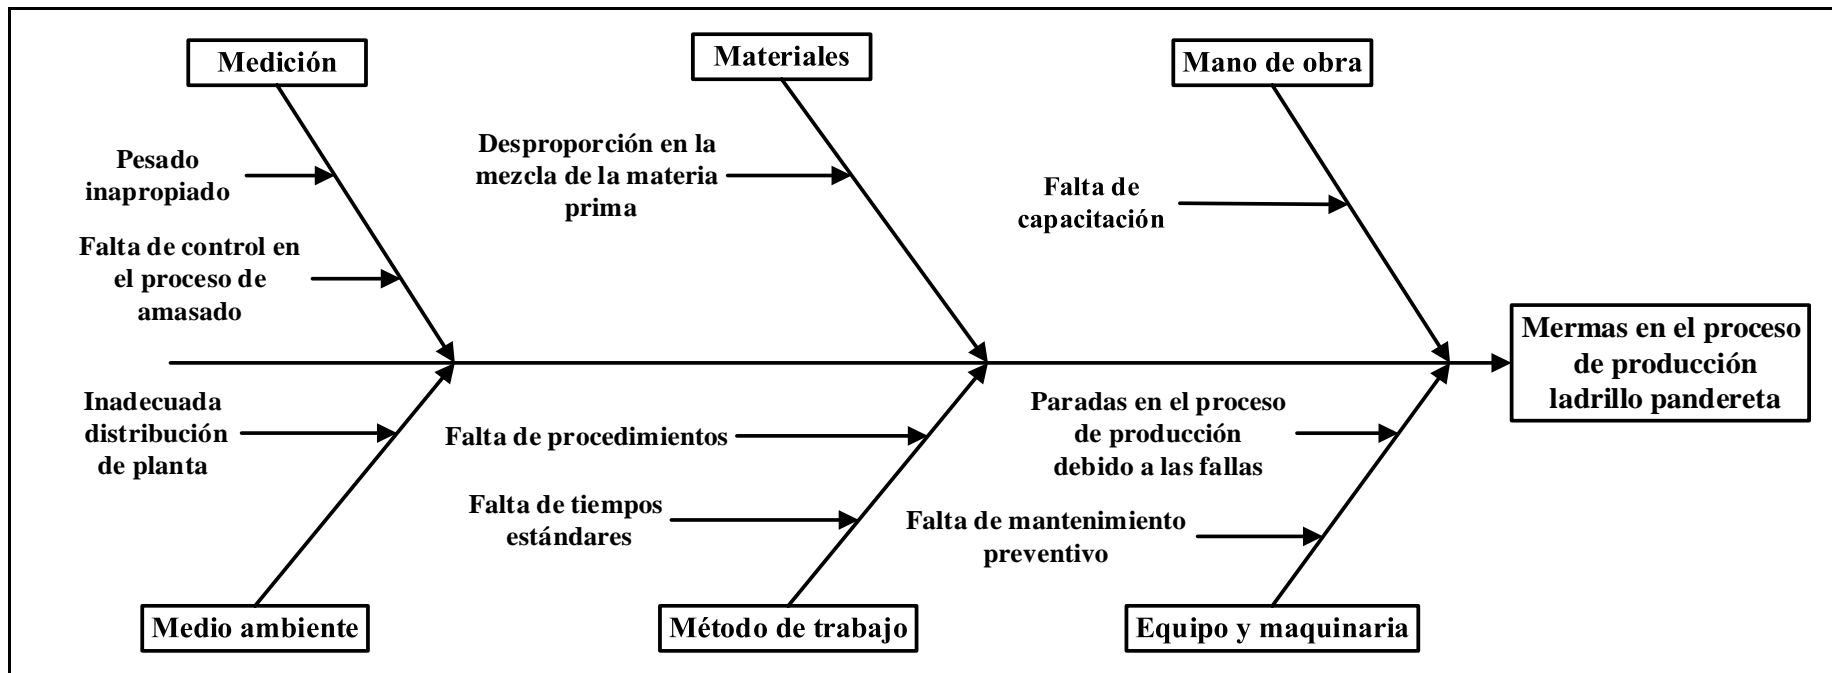 Medición
Materiales
Mano de obra
Pesado
inapropiado
Desproporción en la
mezcla de la materia
prima
Falta de
capacitación
Falta de control en
el proceso de
amasado
Mermas en el proceso
de producción
ladrillo pandereta
Inadecuada
distribución
de planta
Falta de procedimientos
Paradas en el proceso
de producción
debido a las fallas
Falta de tiempos
estándares
Falta de mantenimiento
preventivo
Medio ambiente
Método de trabajo
Equipo y maquinaria